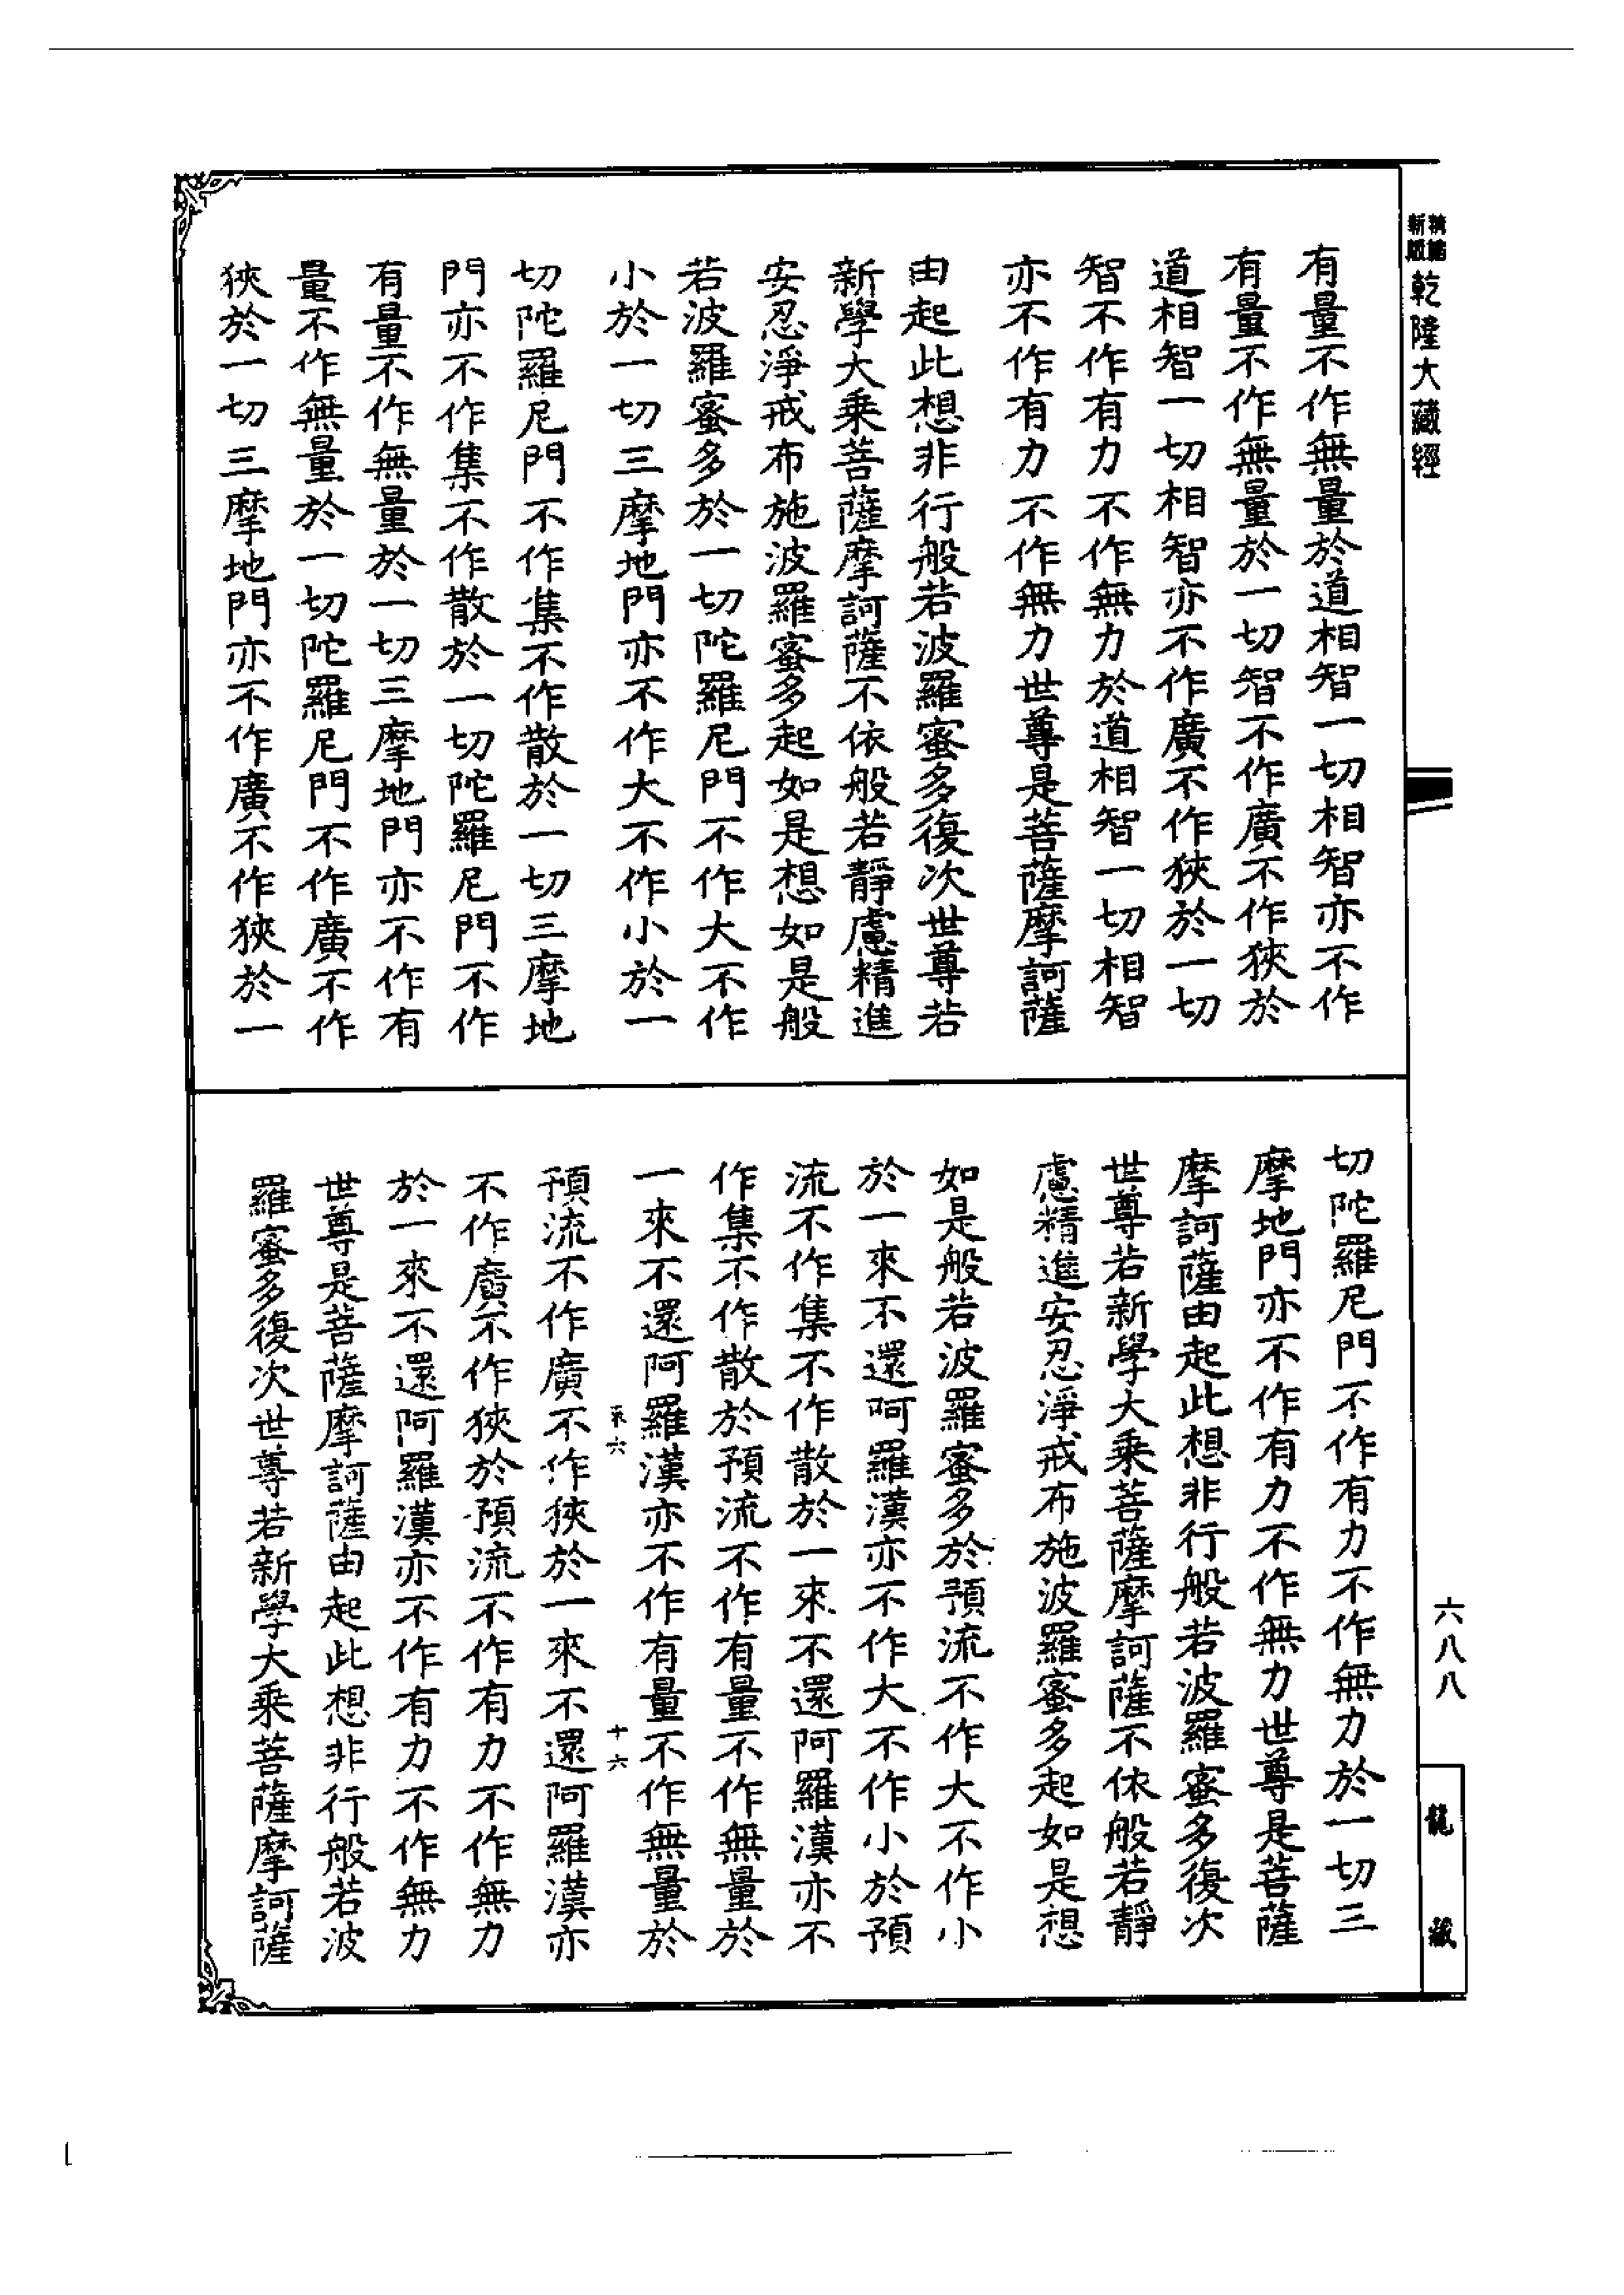 精縮新版乾隆大藏經
有量不作無量於道相智一切相智亦不作
有量不作無量於一切智不作廣不作狹於
道相智一切相智亦不作廣不作狹於一切
智不作有力不作無力於道相智一切相智
亦不作有力不作無力世尊是菩薩摩訶薩
由起此想非行般若波羅蜜多復次世尊若
新學大乘菩薩摩訶薩不依般若靜慮精進
安忍淨戒布施波羅蜜多起如是想如是般
若波羅蜜多於一切陀羅尼門不作大不作
小於一切三摩地門亦不作大不作小於一
切陀羅尼門不作集不作散於一切三摩地
門亦不作集不作散於一切陀羅尼門不作
有量不作無量於一切三摩地門亦不作有
量不作無量於一切陀羅尼門不作廣不作
狹於一切三摩地門亦不作廣不作狹於一
切陀羅尼門不作有力不作無力於一切三
摩地門亦不作有力不作無力世尊是菩薩
摩訶薩由起此想非行般若波羅蜜多復次
世尊若新學大乘菩薩摩訶薩不依般若靜
慮精進安忍淨戒布施波羅蜜多起如是想
如是般若波羅蜜多於預流不作大不作小
於一來不還阿羅漢亦不作大不作小於預
流不作集不作散於一來不還阿羅漢亦不
作集不作散於預流不作有量不作無量於
一來不還阿羅漢亦不作有量不作無量於
六 十六
預流不作廣不作狹於一來不還阿羅漢亦
不作廣不作狹於預流不作有力不作無力
於一來不還阿羅漢亦不作有力不作無力
世尊是菩薩摩訶薩由起此想非行般若波
羅蜜多復次世尊若新學大乘菩薩摩訶薩
六八八
龍藏